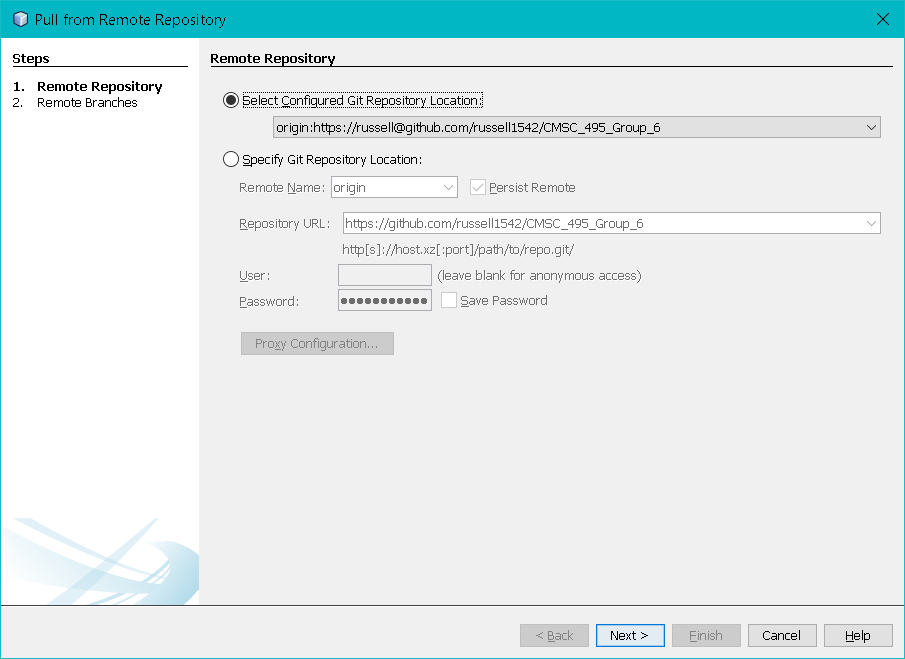 Pull from Remote Repository
Steps
1. Remote Repository
2. Remote Branches
Remote Repository
Select Configured Git Repository Location:
origin:https://russell@github.com/russell1542/CMSC_495_Group_6
Specify Git Repository Location:
Remote Name: origin Persist Remote
Repository URL: https://github.com/russell1542/CMSC_495_Group_6
http[s]://host.xz[:port]/path/to/repo.git/
User: (leave blank for anonymous access)
Password: ●●●●●●●●●●● Save Password
Proxy Configuration...
< Back Next > Finish Cancel Help